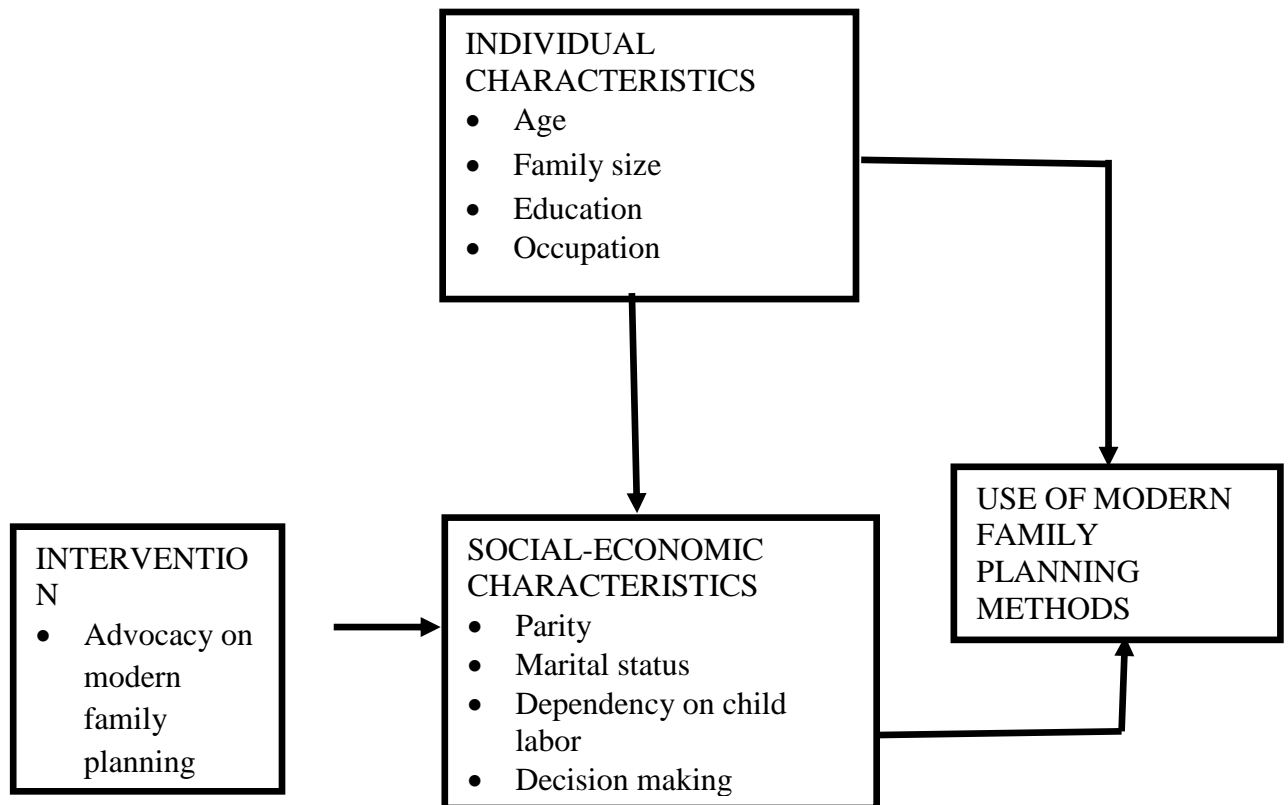 INDIVIDUAL
CHARACTERISTICS
• Age
• Family size
• Education
• Occupation
USE OF MODERN
FAMILY
PLANNING
METHODS
INTERVENTIO
N
• Advocacy on
modern
family
planning
SOCIAL-ECONOMIC
CHARACTERISTICS
• Parity
• Marital status
• Dependency on child
labor
• Decision making